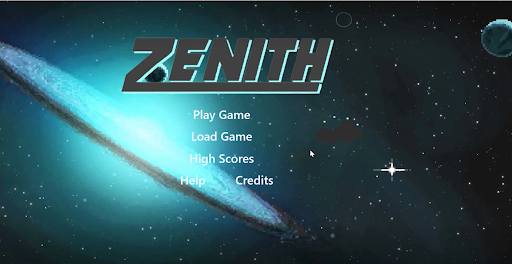 ZENITH
Play Game
Load Game
High Scores
Help Credits